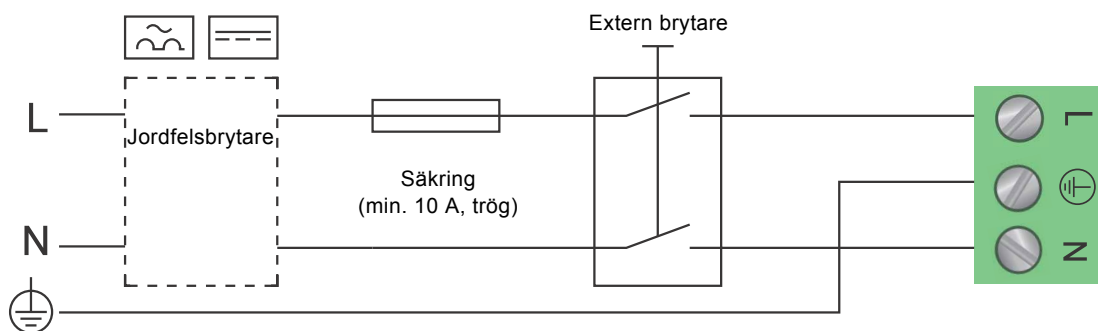 Extern brytare
L
Jordfelsbrytare
Säkring
(min. 10 A, trög)
N
L
N